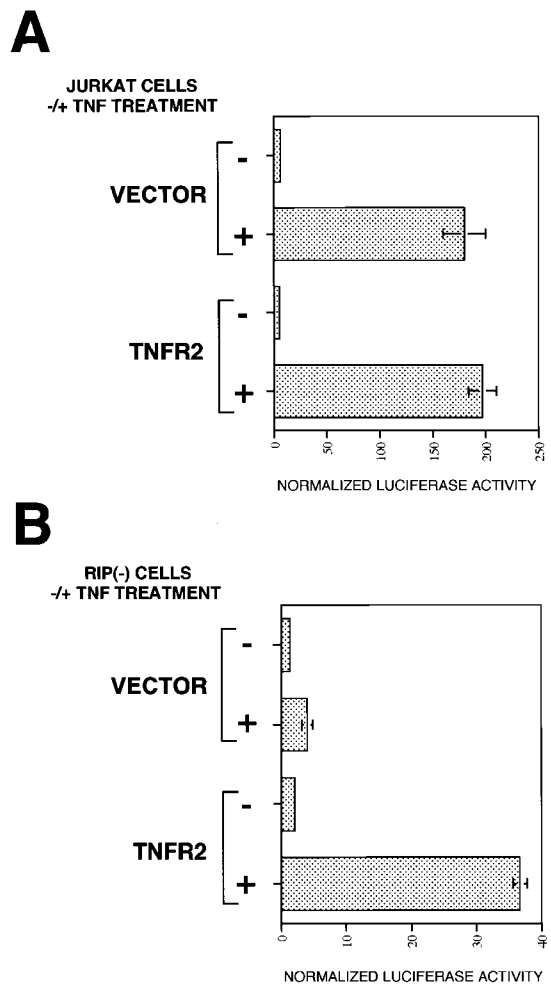 A
JURKAT CELLS
-/+ TNF TREATMENT
-
VECTOR
+
-
TNFR2
+
0 50 100 150 200 250
NORMALIZED LUCIFERASE ACTIVITY
B
RIP(-) CELLS
-/+ TNF TREATMENT
-
VECTOR
+
-
TNFR2
+
0 10 20 30 40
NORMALIZED LUCIFERASE ACTIVITY